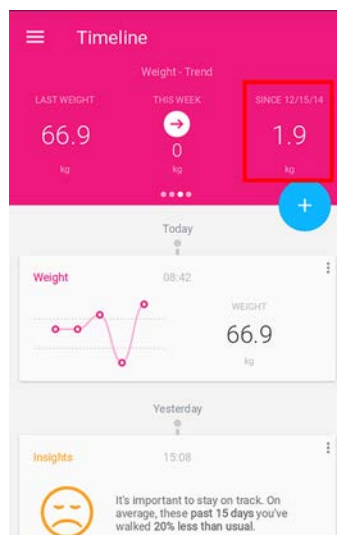 Timeline
Weight - Trend
LAST WEIGHT THIS WEEK SINCE 12/15/14
66.9 0 1.9
kg kg kg
+
Today
Weight 08:42
WEIGHT
66.9
kg
Yesterday
Insights 15:08
It's important to stay on track. On
average, these past 15 days you've
walked 20% less than usual.